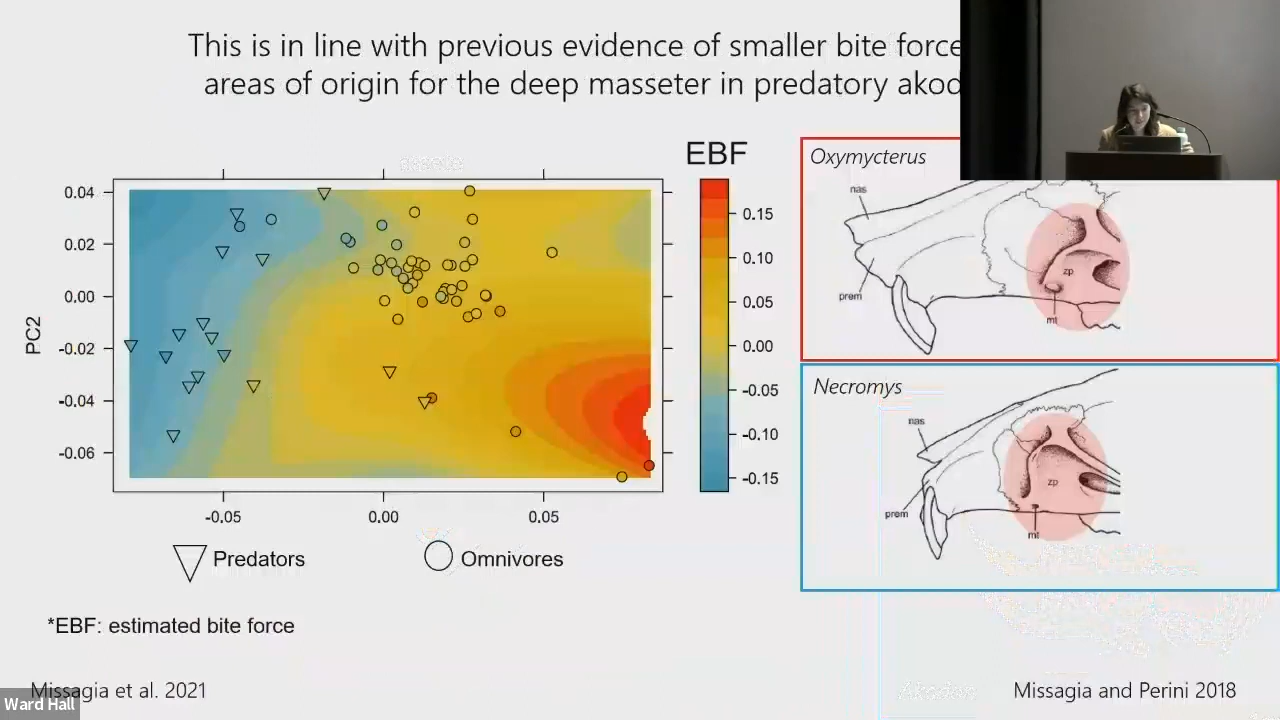 This is in line with previous evidence of smaller bite force
areas of origin for the deep masseter in predatory
EBF
0.04
0.02
0.00
-0.02
-0.04
-0.06
PC2
-0.05
0.00
0.05
0.15
0.10
0.05
0.00
-0.05
-0.10
-0.15
Predators
Omnivores
*EBF: estimated bite force
Oxymycterus
nas
prem
zp
mt
Necromys
nas
prem
zp
mt
Missagia et al. 2021
Missagia and Perini 2018
Ward Hall